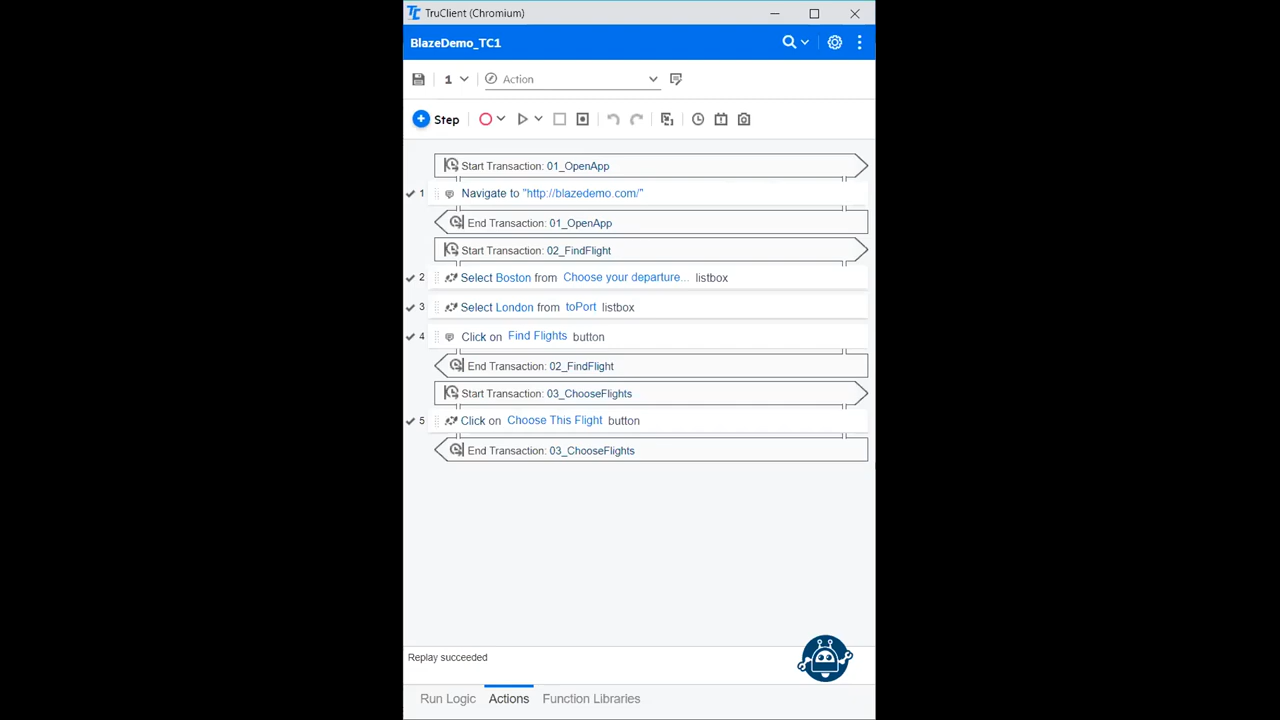 TC TruClient (Chromium)
BlazeDemo_TC1
1 Action
Step
Start Transaction: 01_OpenApp
1 Navigate to "http://blazedemo.com/"
End Transaction: 01_OpenApp
Start Transaction: 02_FindFlight
2 Select Boston from Choose your departure... listbox
3 Select London from toPort listbox
4 Click on Find Flights button
End Transaction: 02_FindFlight
Start Transaction: 03_ChooseFlights
5 Click on Choose This Flight button
End Transaction: 03_ChooseFlights
Replay succeeded
Run Logic Actions Function Libraries